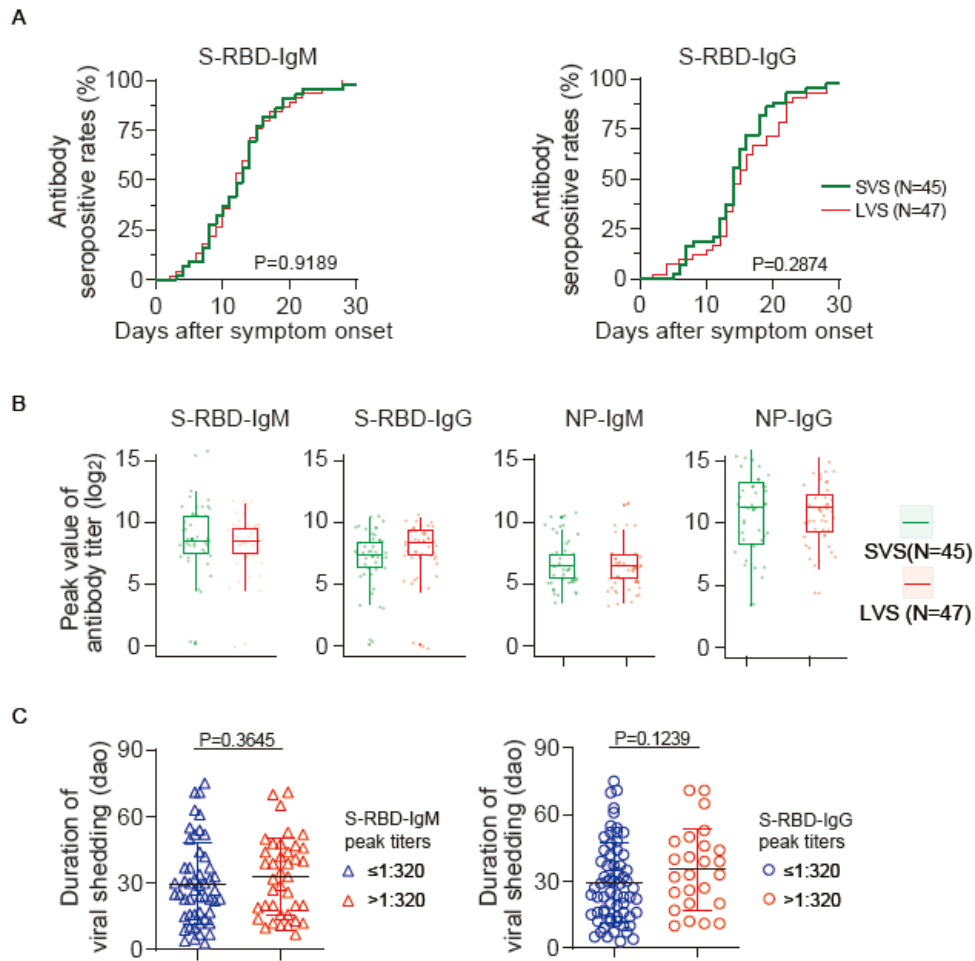 A
S-RBD-IgM
S-RBD-IgG
Antibody
seropositive rates (%)
100
75
50
25
0
P=0.9189
0 10 20 30
Days after symptom onset
Antibody
seropositive rates (%)
100
75
50
25
0
P=0.2874
0 10 20 30
Days after symptom onset
SVS (N=45)
LVS (N=47)
B
S-RBD-IgM
S-RBD-IgG
NP-IgM
NP-IgG
Peak value of
antibody titer (log2)
15
10
5
0
15
10
5
0
15
10
5
0
15
10
5
0
SVS(N=45)
LVS (N=47)
C
Duration of
viral shedding (dao)
90
60
30
0
P=0.3645
S-RBD-IgM
peak titers
≤1:320
>1:320
Duration of
viral shedding (dao)
90
60
30
0
P=0.1239
S-RBD-IgG
peak titers
≤1:320
>1:320